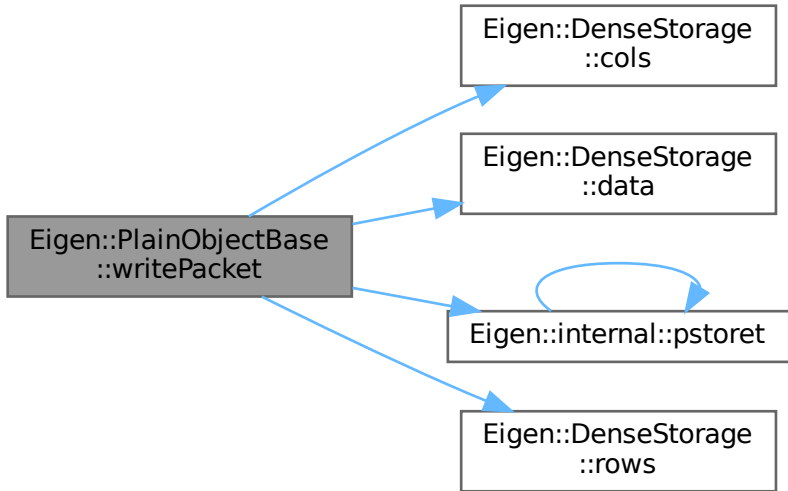 Eigen::DenseStorage
::cols
Eigen::DenseStorage
::data
Eigen::PlainObjectBase
::writePacket
Eigen::internal::pstoret
Eigen::DenseStorage
::rows